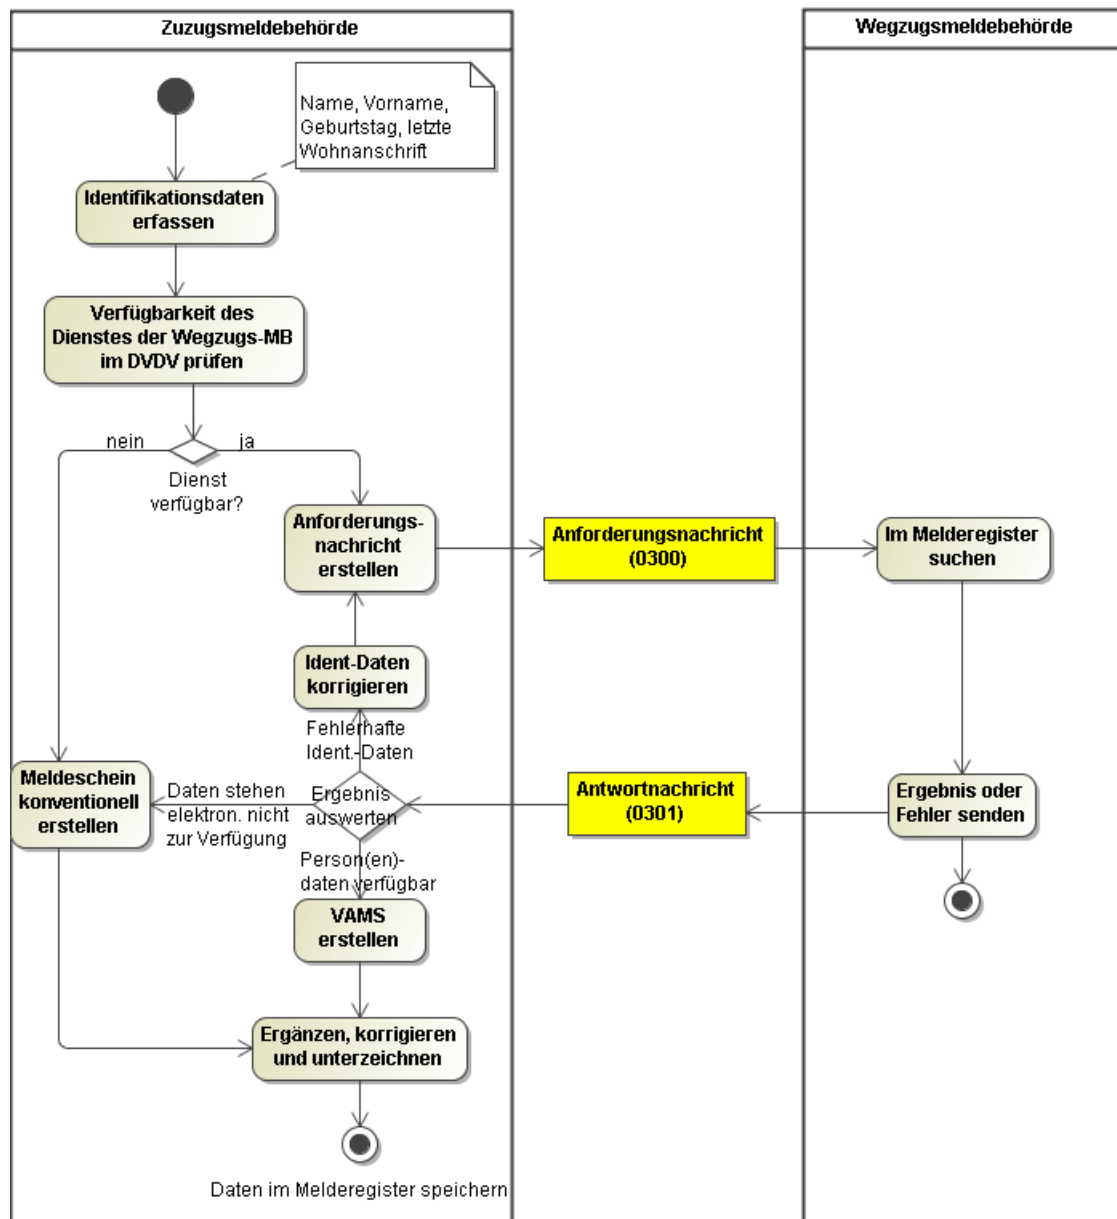 Zuzugsmeldebehörde
Wegzugsmeldebehörde
Name, Vorname,
Geburtstag, letzte
Wohnanschrift
Identifikationsdaten
erfassen
Verfügbarkeit des
Dienstes der Wegzugs-MB
im DVDV prüfen
nein
ja
Dienst
verfügbar?
Anforderungs-
nachricht
erstellen
Anforderungsnachricht
(0300)
Im Melderegister
suchen
Ident-Daten
korrigieren
Fehlerhafte
Ident.-Daten
Meldeschein
konventionell
erstellen
Daten stehen
elektron. nicht
zur Verfügung
Ergebnis
auswerten
Antwortnachricht
(0301)
Ergebnis oder
Fehler senden
Person(en)-
daten verfügbar
VAMS
erstellen
Ergänzen, korrigieren
und unterzeichnen
Daten im Melderegister speichern